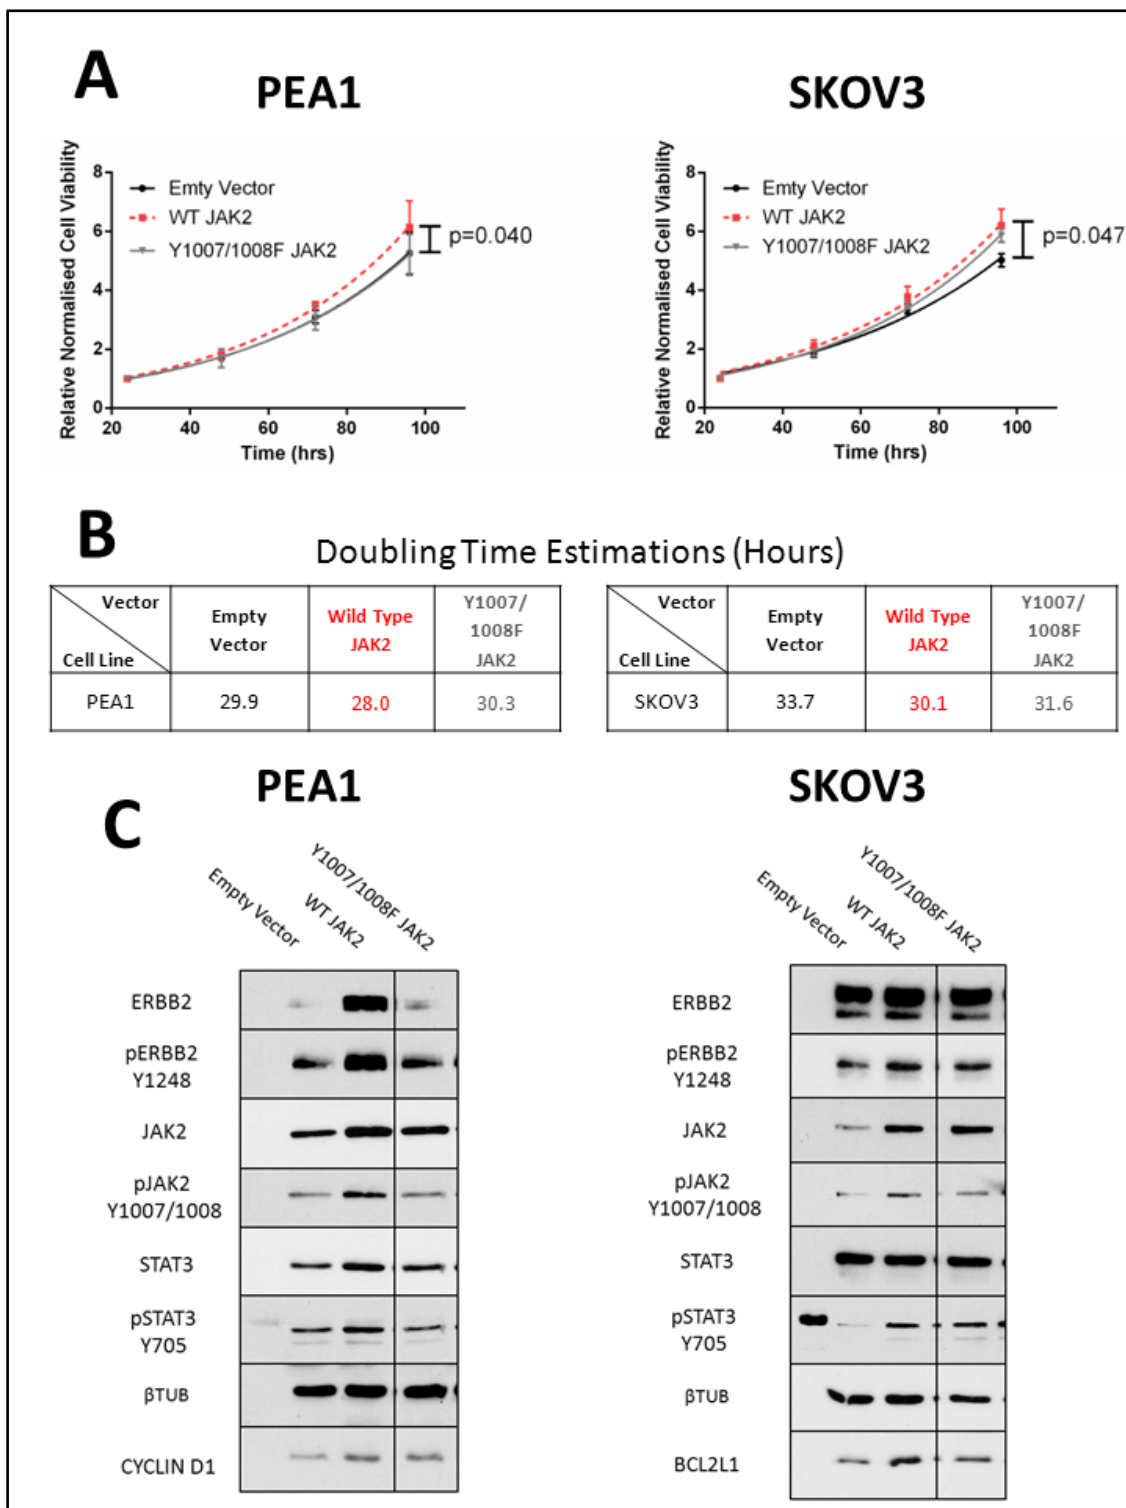 A
PEA1
SKOV3
Relative Normalised Cell Viability
8
6
4
2
0
Emty Vector
WT JAK2
Y1007/1008F JAK2
p=0.040
20 40 60 80 100
Time (hrs)
Relative Normalised Cell Viability
8
6
4
2
0
Emty Vector
WT JAK2
Y1007/1008F JAK2
p=0.047
20 40 60 80 100
Time (hrs)
B
Doubling Time Estimations (Hours)
Vector
Cell Line
Empty
Vector
Wild Type
JAK2
Y1007/
1008F
JAK2
PEA1 29.9 28.0 30.3
Vector
Cell Line
Empty
Vector
Wild Type
JAK2
Y1007/
1008F
JAK2
SKOV3 33.7 30.1 31.6
PEA1
SKOV3
C
Empty Vector
WT JAK2
Y1007/1008F JAK2
ERBB2
pERBB2
Y1248
JAK2
pJAK2
Y1007/1008
STAT3
pSTAT3
Y705
βTUB
CYCLIN D1
Empty Vector
WT JAK2
Y1007/1008F JAK2
ERBB2
pERBB2
Y1248
JAK2
pJAK2
Y1007/1008
STAT3
pSTAT3
Y705
βTUB
BCL2L1